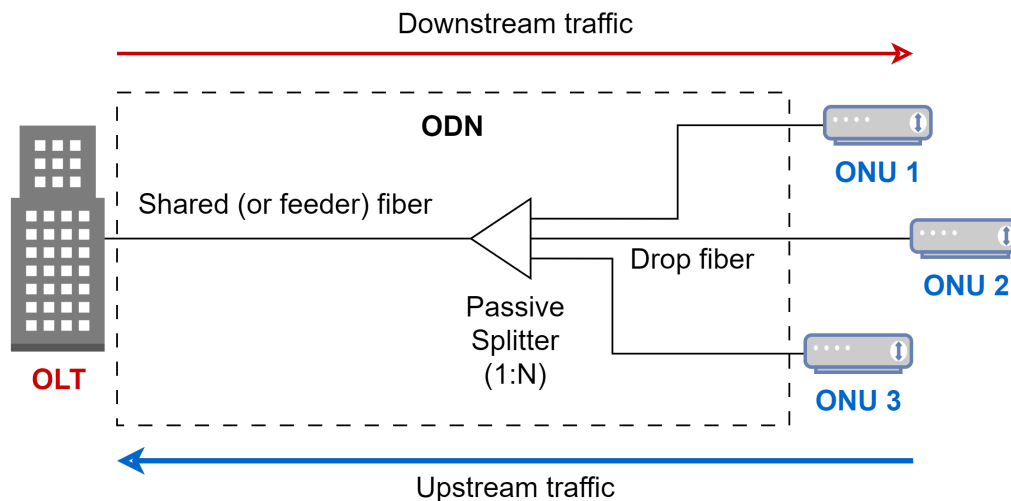 Downstream traffic
ODN
ONU 1
Shared (or feeder) fiber
Drop fiber
ONU 2
Passive
Splitter
(1:N)
OLT
ONU 3
Upstream traffic